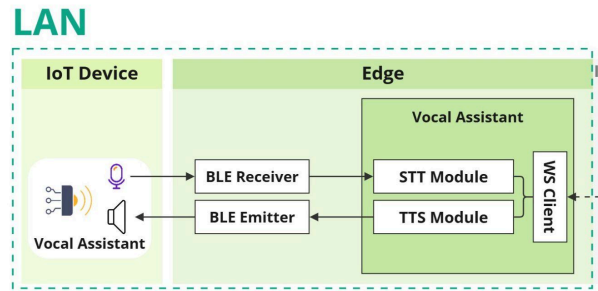 LAN
IoT Device
Edge
Vocal Assistant
BLE Receiver
STT Module
BLE Emitter
TTS Module
WS Client
Vocal Assistant